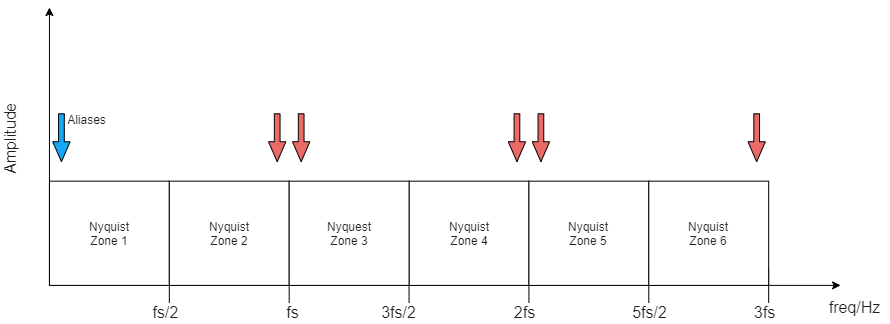 Amplitude
Aliases
Nyquist
Zone 1
Nyquist
Zone 2
Nyquest
Zone 3
Nyquist
Zone 4
Nyquist
Zone 5
Nyquist
Zone 6
fs/2
fs
3fs/2
2fs
5fs/2
3fs
freq/Hz